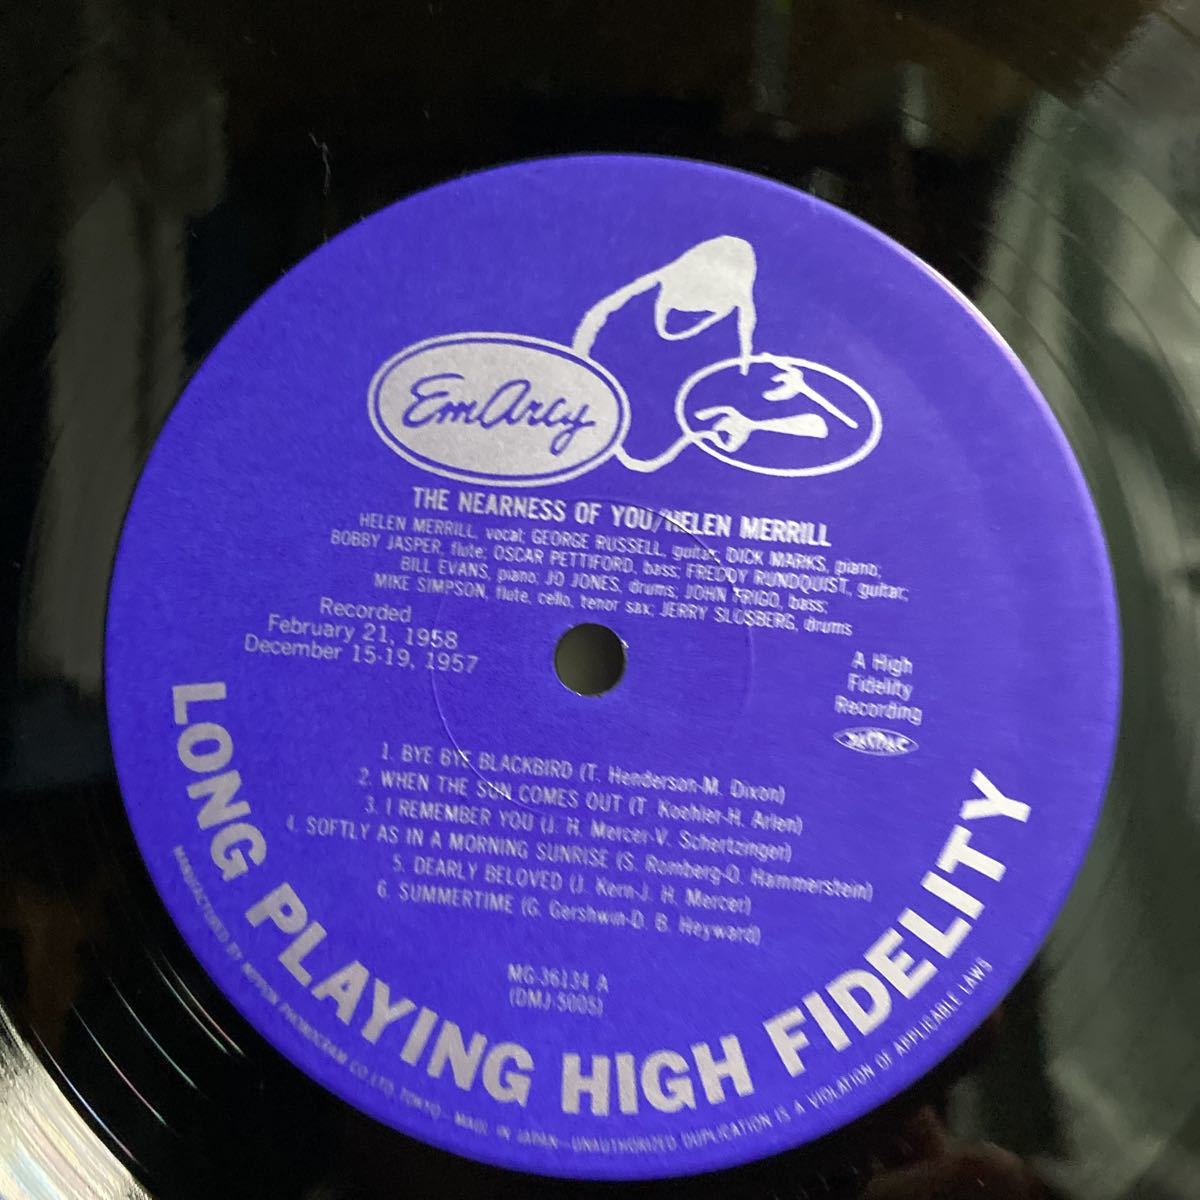 EmArcy
THE NEARNESS OF YOU/HELEN MERRILL
HELEN MERRILL, vocal; GEORGE RUSSELL, guitar; DICK MARKS, piano;
BOBBY JASPER, flute; OSCAR PETTIFORD, bass; FREDDY RUNDQUIST, guitar;
BILL EVANS, piano; JO JONES, drums; JOHN FRIGO, bass;
MIKE SIMPSON, flute, cello, tenor sax; JERRY SLOSBERG, drums
Recorded
February 21, 1958
December 15-19, 1957
A High
Fidelity
Recording
1. BYE BYE BLACKBIRD (T. Henderson-M. Dixon)
2. WHEN THE SUN COMES OUT (T. Koehler-H. Arlen)
3. I REMEMBER YOU (J. H. Mercer-V. Schertzinger)
4. SOFTLY AS IN A MORNING SUNRISE (S. Romberg-O. Hammerstein)
5. DEARLY BELOVED (J. Kern-J. H. Mercer)
6. SUMMERTIME (G. Gershwin-D. B. Heyward)
MG-36134 A
(DMJ-5005)
LONG PLAYING HIGH FIDELITY
MANUFACTURED BY NIPPON PHONOGRAM CO., LTD., TOKYO—MADE IN JAPAN—UNAUTHORIZED DUPLICATION IS A VIOLATION OF APPLICABLE LAWS